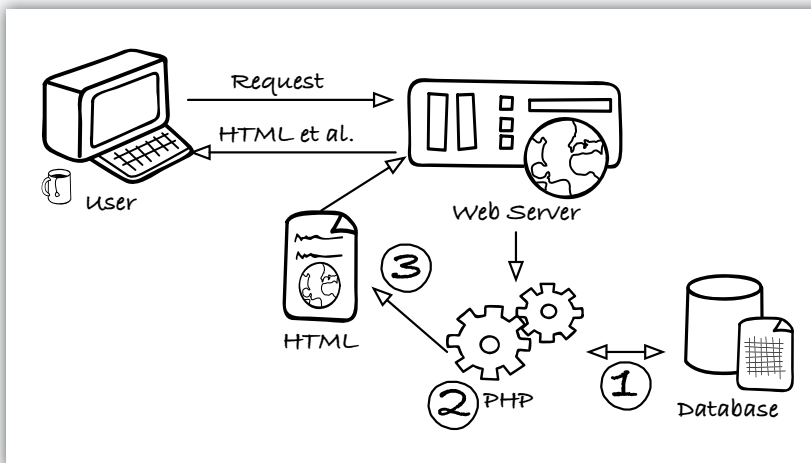 Request
HTML et al.
User
Web Server
3
HTML
2
PHP
1
Database